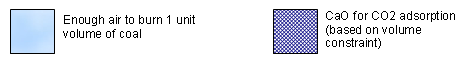 Enough air to burn 1 unit
volume of coal
CaO for CO2 adsorption
(based on volume
constraint)